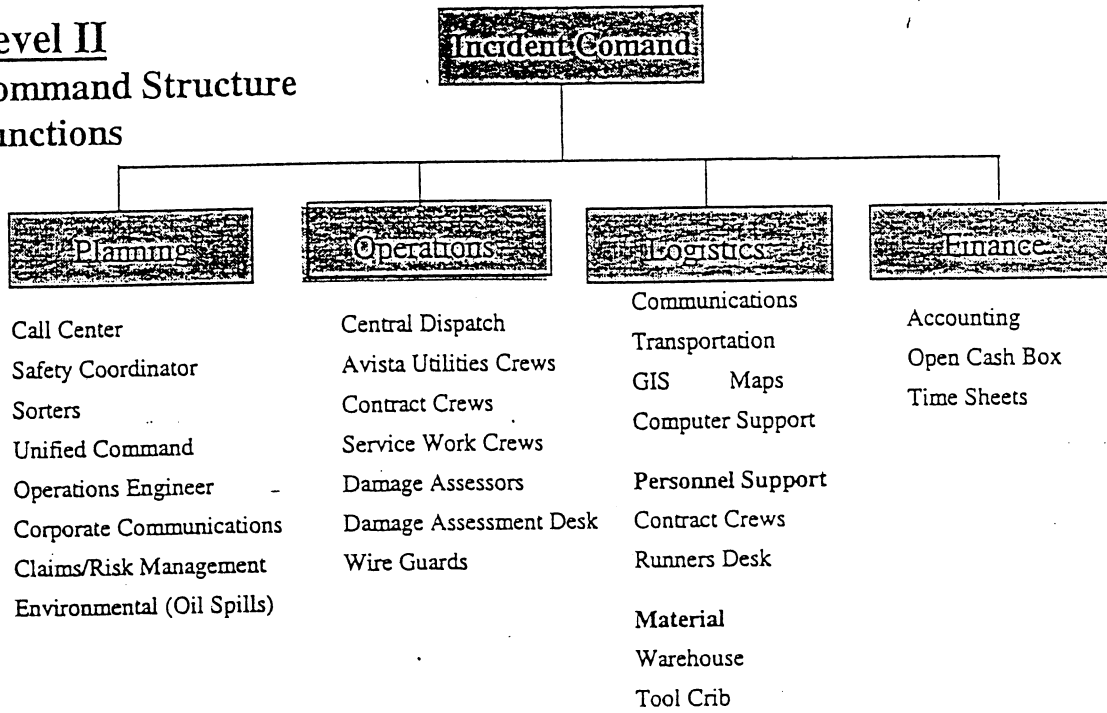 evel II
ommand Structure
unctions
Incident Comand
Planning
Operations
Logistics
Finance
Call Center
Safety Coordinator
Sorters
Unified Command
Operations Engineer
Corporate Communications
Claims/Risk Management
Environmental (Oil Spills)
Central Dispatch
Avista Utilities Crews
Contract Crews
Service Work Crews
Damage Assessors
Damage Assessment Desk
Wire Guards
Communications
Transportation
GIS Maps
Computer Support
Personnel Support
Contract Crews
Runners Desk
Material
Warehouse
Tool Crib
Accounting
Open Cash Box
Time Sheets